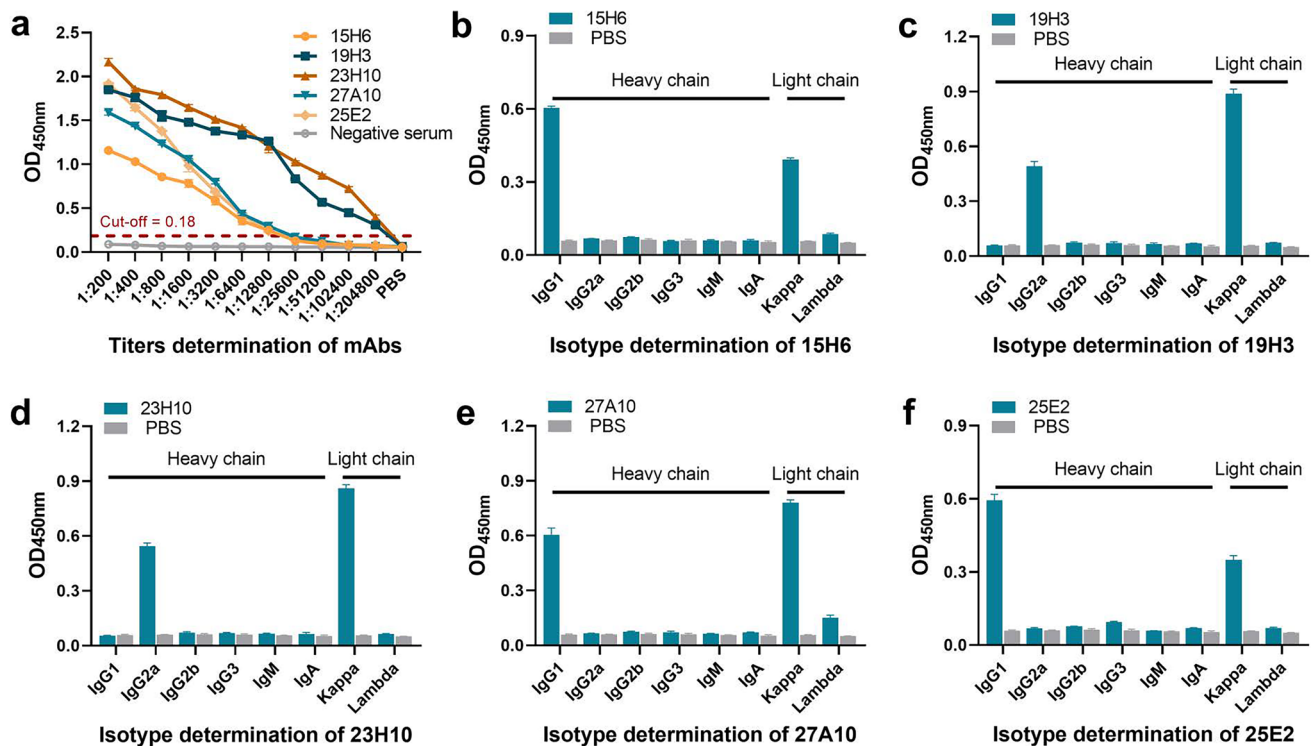 a
2.5
2.0
1.5
1.0
0.5
0.0
OD450nm
15H6
19H3
23H10
27A10
25E2
Negative serum
Cut-off = 0.18
1:200
1:400
1:800
1:1600
1:3200
1:6400
1:12800
1:25600
1:51200
1:102400
1:204800
PBS
Titers determination of mAbs
b
15H6
PBS
0.9
0.6
0.3
0.0
OD450nm
Heavy chain
Light chain
IgG1
IgG2a
IgG2b
IgG3
IgM
IgA
Kappa
Lambda
Isotype determination of 15H6
c
19H3
PBS
1.2
0.9
0.6
0.3
0.0
OD450nm
Heavy chain
Light chain
IgG1
IgG2a
IgG2b
IgG3
IgM
IgA
Kappa
Lambda
Isotype determination of 19H3
d
23H10
PBS
1.2
0.9
0.6
0.3
0.0
OD450nm
Heavy chain
Light chain
IgG1
IgG2a
IgG2b
IgG3
IgM
IgA
Kappa
Lambda
Isotype determination of 23H10
e
27A10
PBS
1.2
0.9
0.6
0.3
0.0
OD450nm
Heavy chain
Light chain
IgG1
IgG2a
IgG2b
IgG3
IgM
IgA
Kappa
Lambda
Isotype determination of 27A10
f
25E2
PBS
0.9
0.6
0.3
0.0
OD450nm
Heavy chain
Light chain
IgG1
IgG2a
IgG2b
IgG3
IgM
IgA
Kappa
Lambda
Isotype determination of 25E2